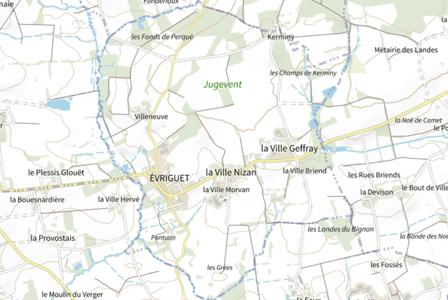 Fonderioux
les Fonds de Perqué
Kerminy
Métairie des Landes
les Champs de Kerminy
Jugevent
Villeneuve
la Noë de Comet
la Ville Geffray
le Plessis Glouët
ÉVRIGUET
la Ville Nizan
la Ville Briend
les Rues Briends
la Ville Morvan
la Devison
le Bout de Ville
la Bouesnardière
la Ville Hervé
la Provostais
Pentuan
les Landes du Bignon
la Bande des
les Grées
les Fossés
le Moulin du Verger